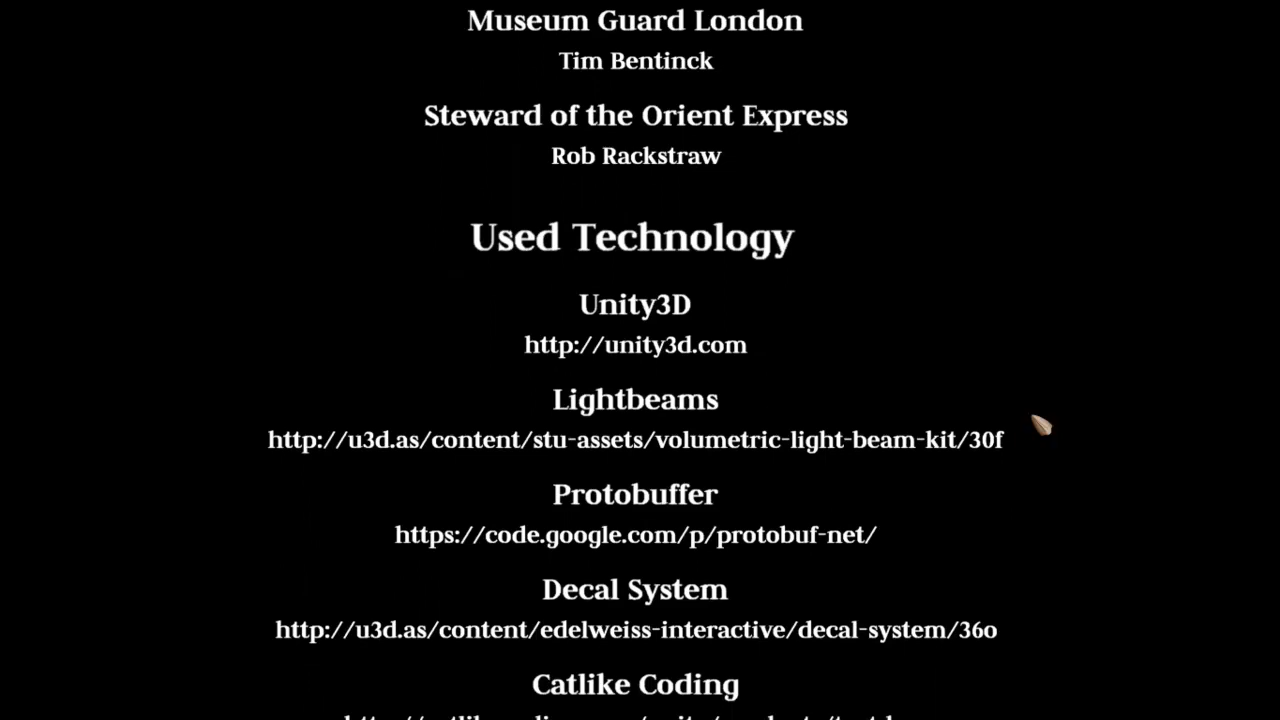 Museum Guard London
Tim Bentinck
Steward of the Orient Express
Rob Rackstraw
Used Technology
Unity3D
http://unity3d.com
Lightbeams
http://u3d.as/content/stu-assets/volumetric-light-beam-kit/30f
Protobuffer
https://code.google.com/p/protobuf-net/
Decal System
http://u3d.as/content/edelweiss-interactive/decal-system/36o
Catlike Coding